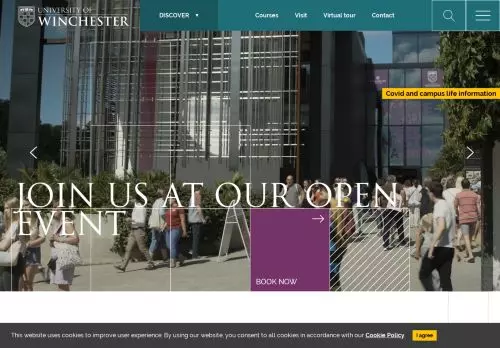 UNIVERSITY OF
WINCHESTER
DISCOVER
Courses
Visit
Virtual tour
Contact
Covid and campus life information
JOIN US AT OUR OPEN
EVENT
BOOK NOW
This website uses cookies to improve user experience. By using our website, you consent to all cookies in accordance with our Cookie Policy
I agree